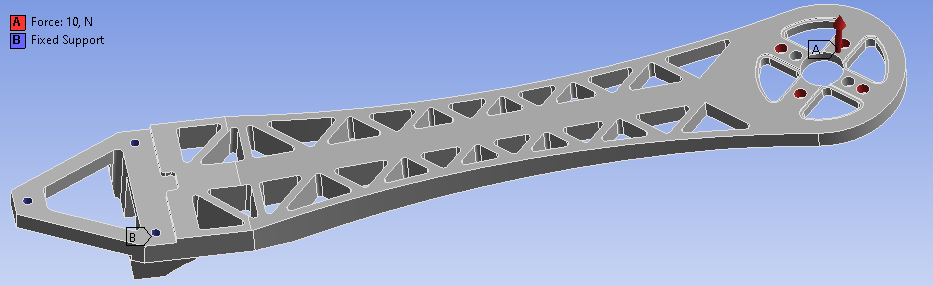 A Force: 10, N
B Fixed Support
A
B